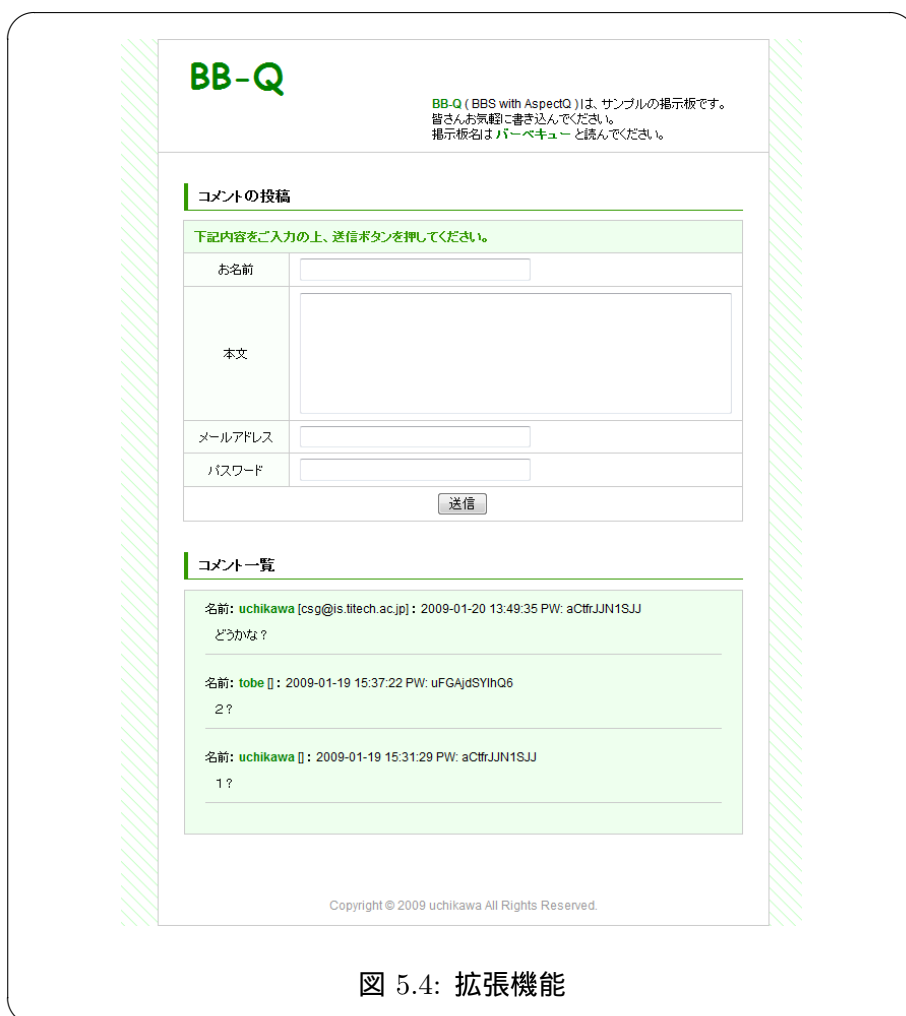 BB-Q
BB-Q ( BBS with AspectQ )は、サンプルの掲示板です。
皆さんお気軽に書き込んでください。
掲示板名は バーベキュー と読んでください。
コメントの投稿
下記内容をご入力の上、送信ボタンを押してください。
お名前
本文
メールアドレス
パスワード
送信
コメント一覧
名前: uchikawa [csg@is.titech.ac.jp] : 2009-01-20 13:49:35 PW: aCtfrJJN1SJJ
どうかな？
名前: tobe [] : 2009-01-19 15:37:22 PW: uFGAjdSYlhQ6
２？
名前: uchikawa [] : 2009-01-19 15:31:29 PW: aCtfrJJN1SJJ
１？
Copyright © 2009 uchikawa All Rights Reserved.
図 5.4: 拡張機能